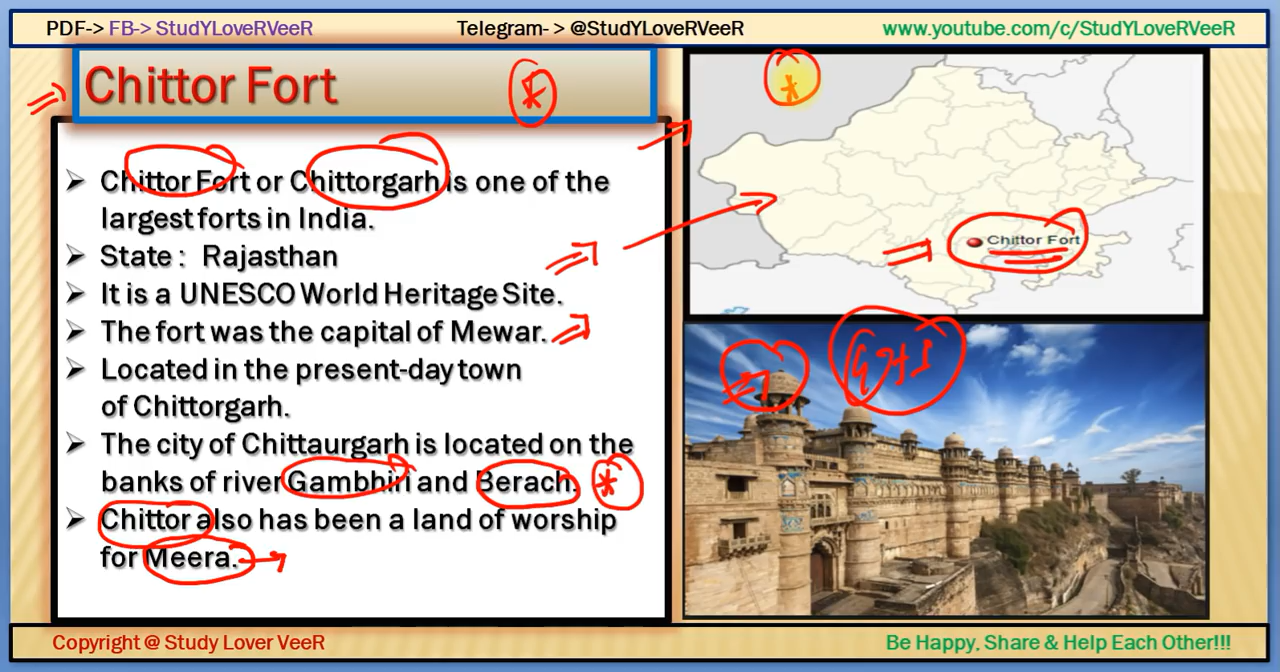 PDF-> FB-> StudYLoveRVeeR
Telegram- > @StudYLoveRVeeR
www.youtube.com/c/StudYLoveRVeeR
Chittor Fort
Chittor Fort or Chittorgarh is one of the
largest forts in India.
State : Rajasthan
It is a UNESCO World Heritage Site.
The fort was the capital of Mewar.
Located in the present-day town
of Chittorgarh.
The city of Chittaurgarh is located on the
banks of river Gambhiri and Berach.
Chittor also has been a land of worship
for Meera.
Chittor Fort
Copyright @ Study Lover VeeR
Be Happy, Share & Help Each Other!!!